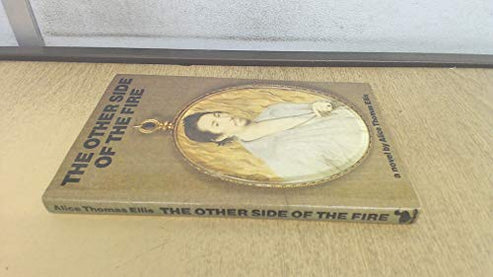 THE OTHER SIDE
OF THE FIRE
a novel by Alice Thomas Ellis
Alice Thomas Ellis THE OTHER SIDE OF THE FIRE